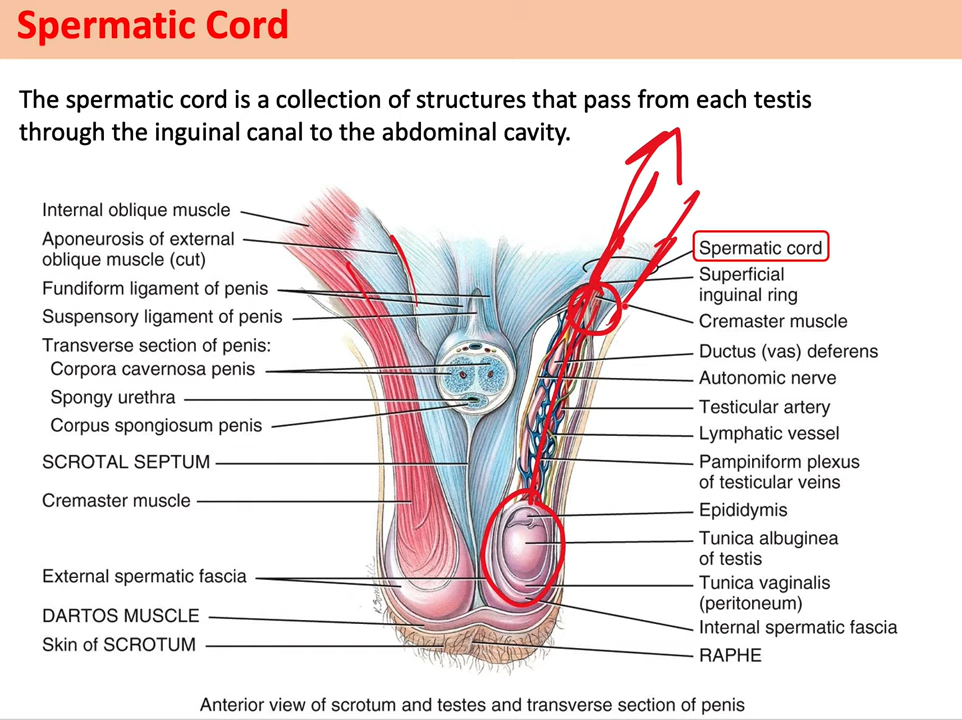 Spermatic Cord
The spermatic cord is a collection of structures that pass from each testis
through the inguinal canal to the abdominal cavity.
Internal oblique muscle
Aponeurosis of external
oblique muscle (cut)
Fundiform ligament of penis
Suspensory ligament of penis
Transverse section of penis:
Corpora cavernosa penis
Spongy urethra
Corpus spongiosum penis
SCROTAL SEPTUM
Cremaster muscle
External spermatic fascia
DARTOS MUSCLE
Skin of SCROTUM
Spermatic cord
Superficial
inguinal ring
Cremaster muscle
Ductus (vas) deferens
Autonomic nerve
Testicular artery
Lymphatic vessel
Pampiniform plexus
of testicular veins
Epididymis
Tunica albuginea
of testis
Tunica vaginalis
(peritoneum)
Internal spermatic fascia
RAPHE
Anterior view of scrotum and testes and transverse section of penis